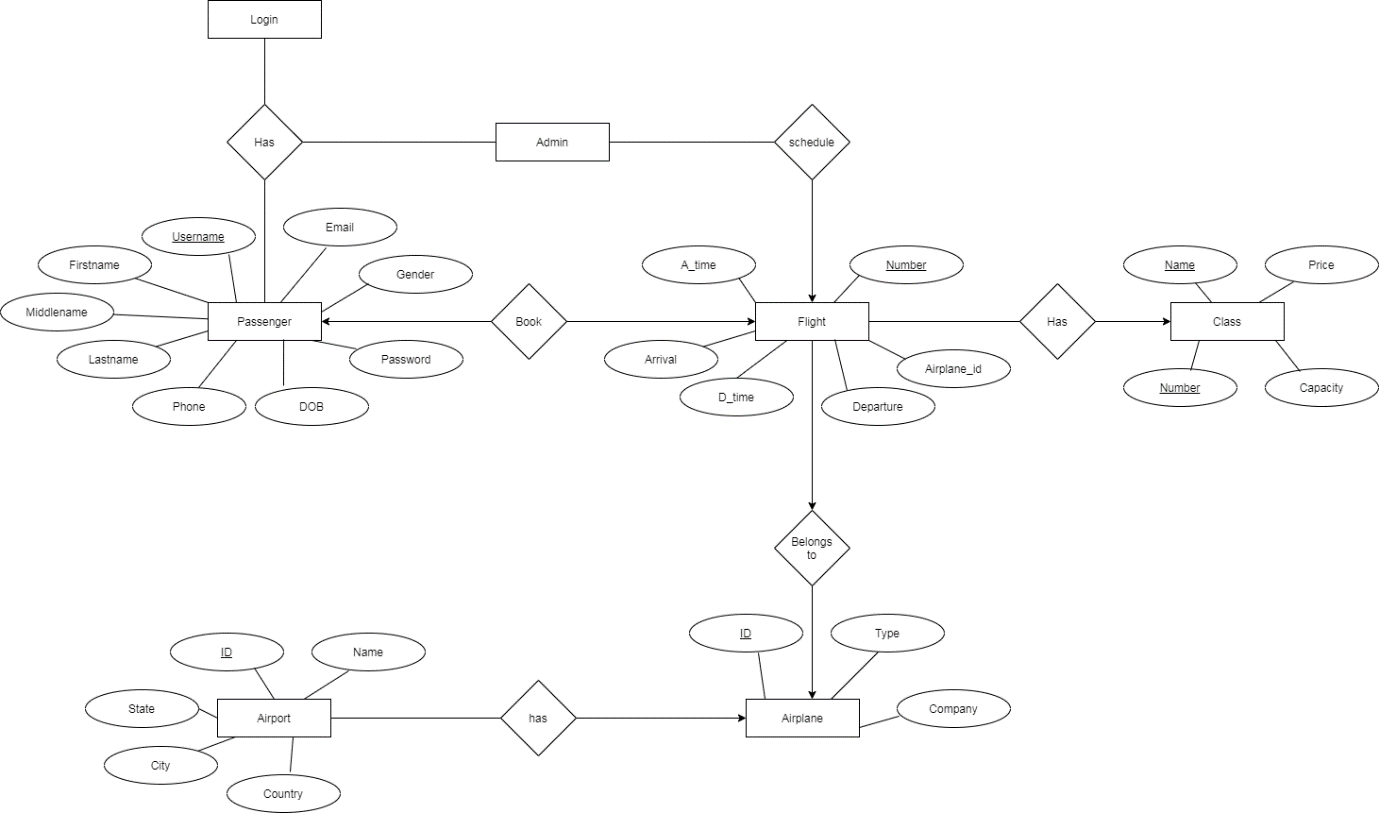 Login
Has
Admin
schedule
Username
Email
Firstname
Gender
A_time
Number
Name
Price
Middlename
Passenger
Book
Flight
Has
Class
Lastname
Password
Arrival
Airplane_id
Number
Capacity
Phone
DOB
D_time
Departure
Belongs
to
ID
Name
ID
Type
State
Airport
has
Airplane
Company
City
Country